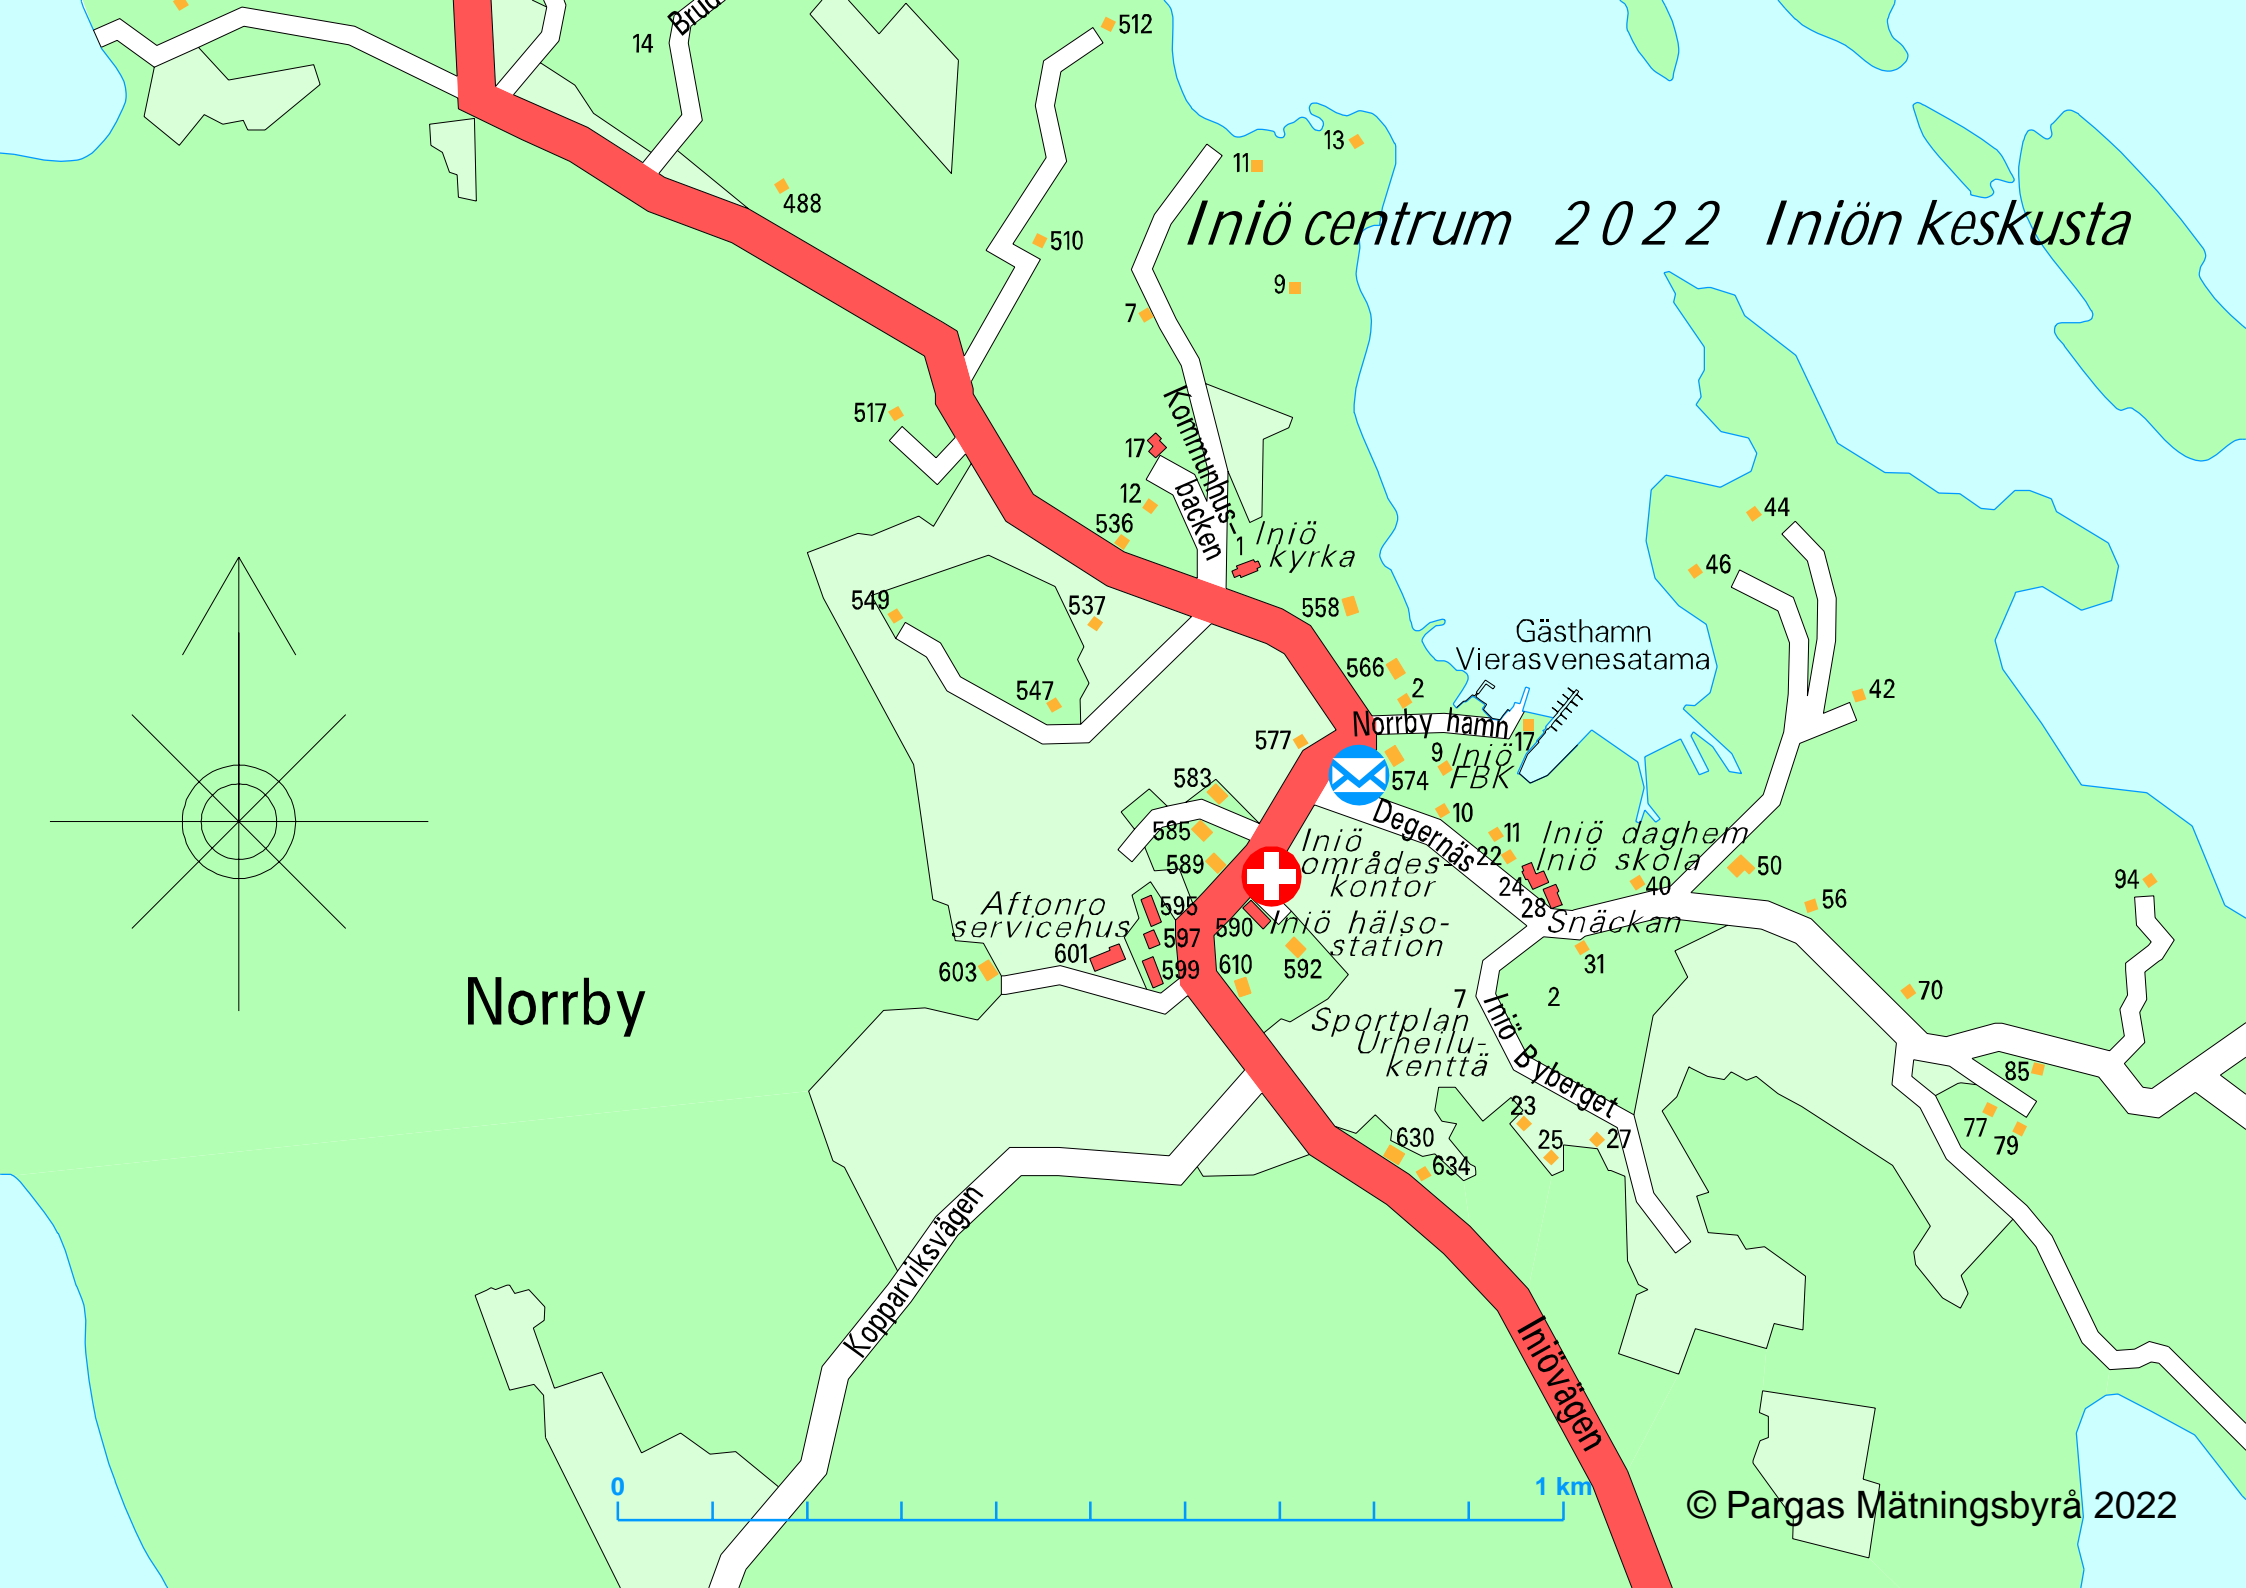 512
14
13
11
488
Iniö centrum 2022 Iniön keskusta
510
9
7
517
Kommunhus-
backen
17
12
536
1
Iniö
kyrka
44
46
549
537
558
Gästhamn
Vierasvenesatama
566
2
547
42
Norrby hamn
17
577
9
Iniö
FBK
574
583
10
Degernäs
585
11
Iniö daghem
22
Iniö skola
589
Iniö
områdes-
kontor
50
40
24
94
56
Aftonro
servicehus
595
28
Snäckan
590
Iniö hälso-
station
597
601
599
603
610
592
31
70
Norrby
7
2
Sportplan
Urheilu-
kenttä
Iniö Byberget
85
23
77
79
25
27
630
634
Kopparviksvägen
Iniövägen
0
1 km
© Pargas Mätningsbyrå 2022